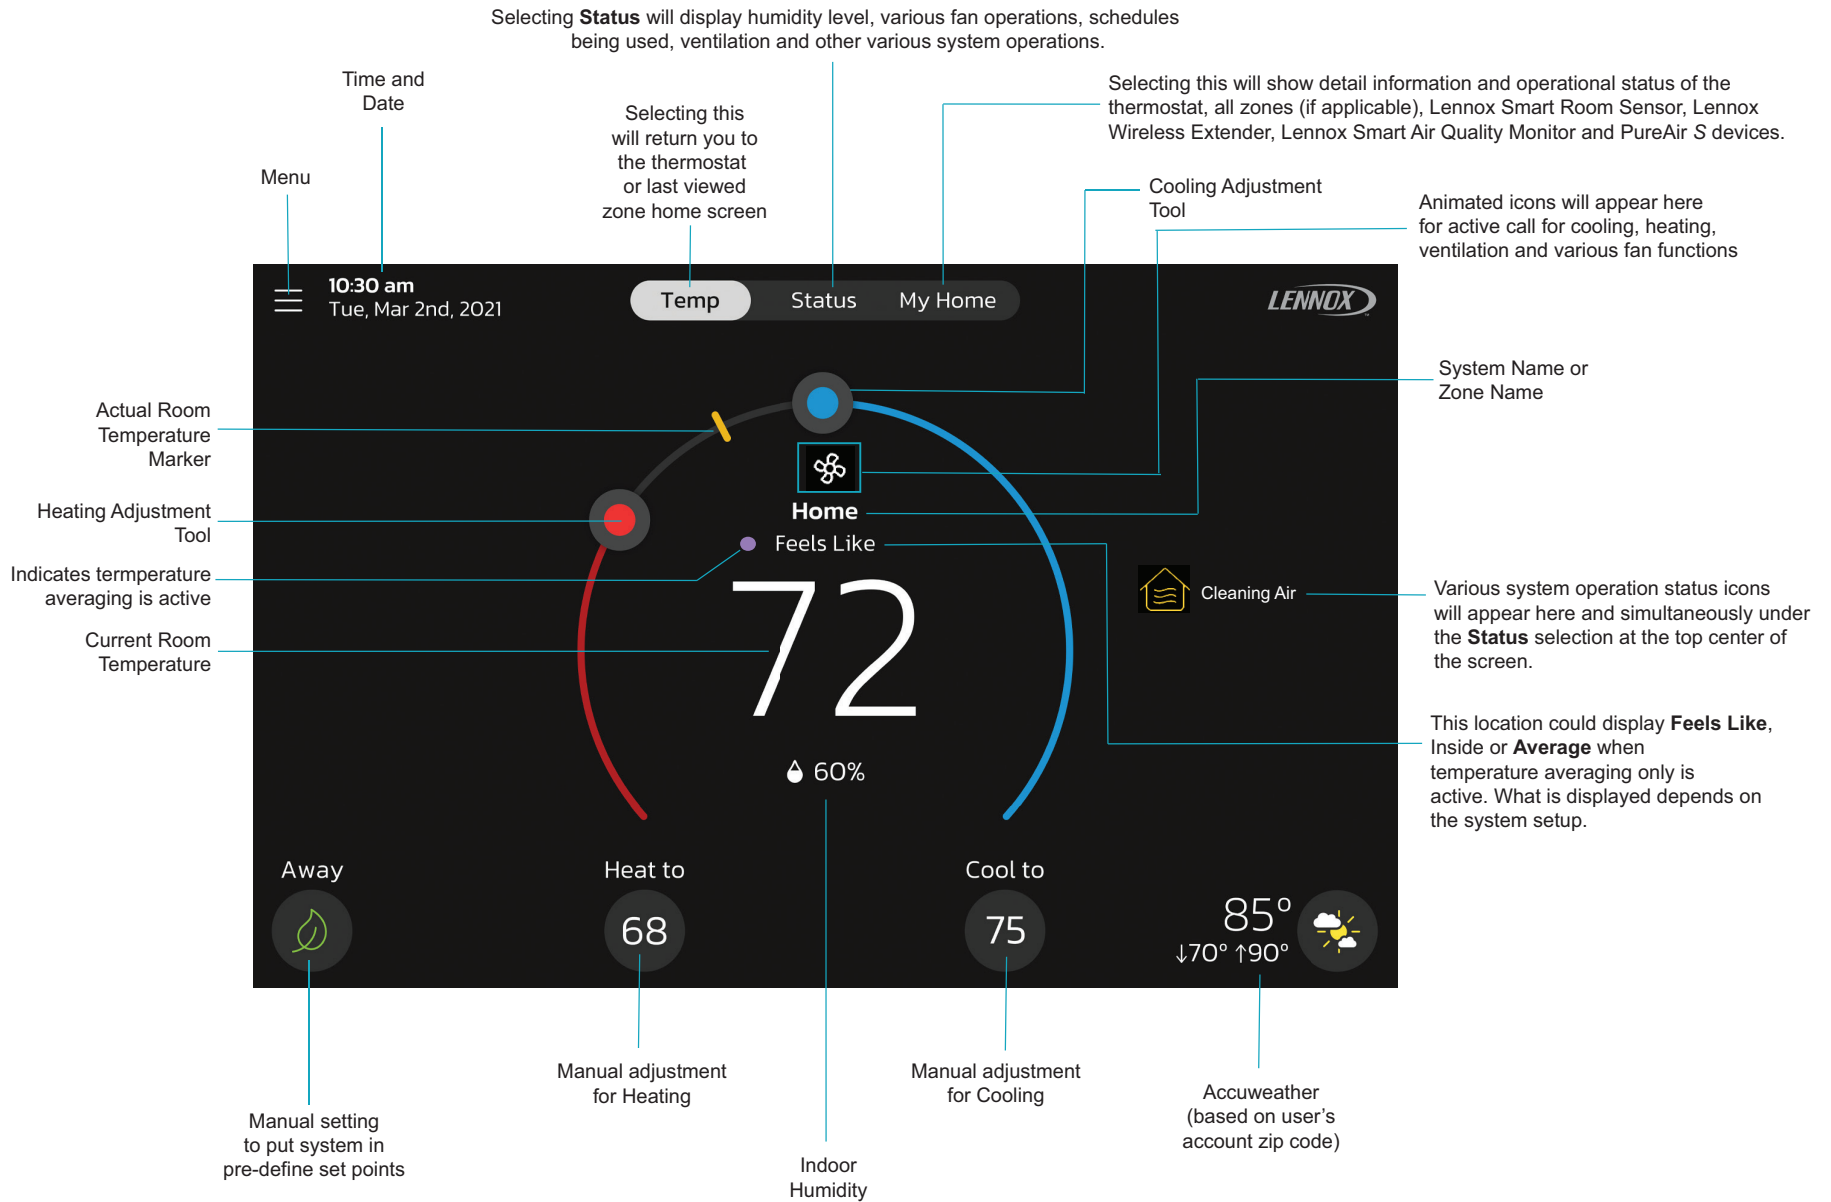 Selecting Status will display humidity level, various fan operations, schedules
being used, ventilation and other various system operations.
Time and
Date
Selecting this
will return you to
the thermostat
or last viewed
zone home screen
Selecting this will show detail information and operational status of the
thermostat, all zones (if applicable), Lennox Smart Room Sensor, Lennox
Wireless Extender, Lennox Smart Air Quality Monitor and PureAir S devices.
Menu
Cooling Adjustment
Tool
Animated icons will appear here
for active call for cooling, heating,
ventilation and various fan functions
10:30 am
Tue, Mar 2nd, 2021
Temp
Status
My Home
LENNOX
System Name or
Zone Name
Actual Room
Temperature
Marker
Heating Adjustment
Tool
Home
Feels Like
Indicates termperature
averaging is active
72
Cleaning Air
Various system operation status icons
will appear here and simultaneously under
the Status selection at the top center of
the screen.
Current Room
Temperature
This location could display Feels Like,
Inside or Average when
temperature averaging only is
active. What is displayed depends on
the system setup.
60%
Away
Heat to
68
Cool to
75
85°
↓70° ↑90°
Manual adjustment
for Heating
Manual adjustment
for Cooling
Accuweather
(based on user’s
account zip code)
Manual setting
to put system in
pre-define set points
Indoor
Humidity